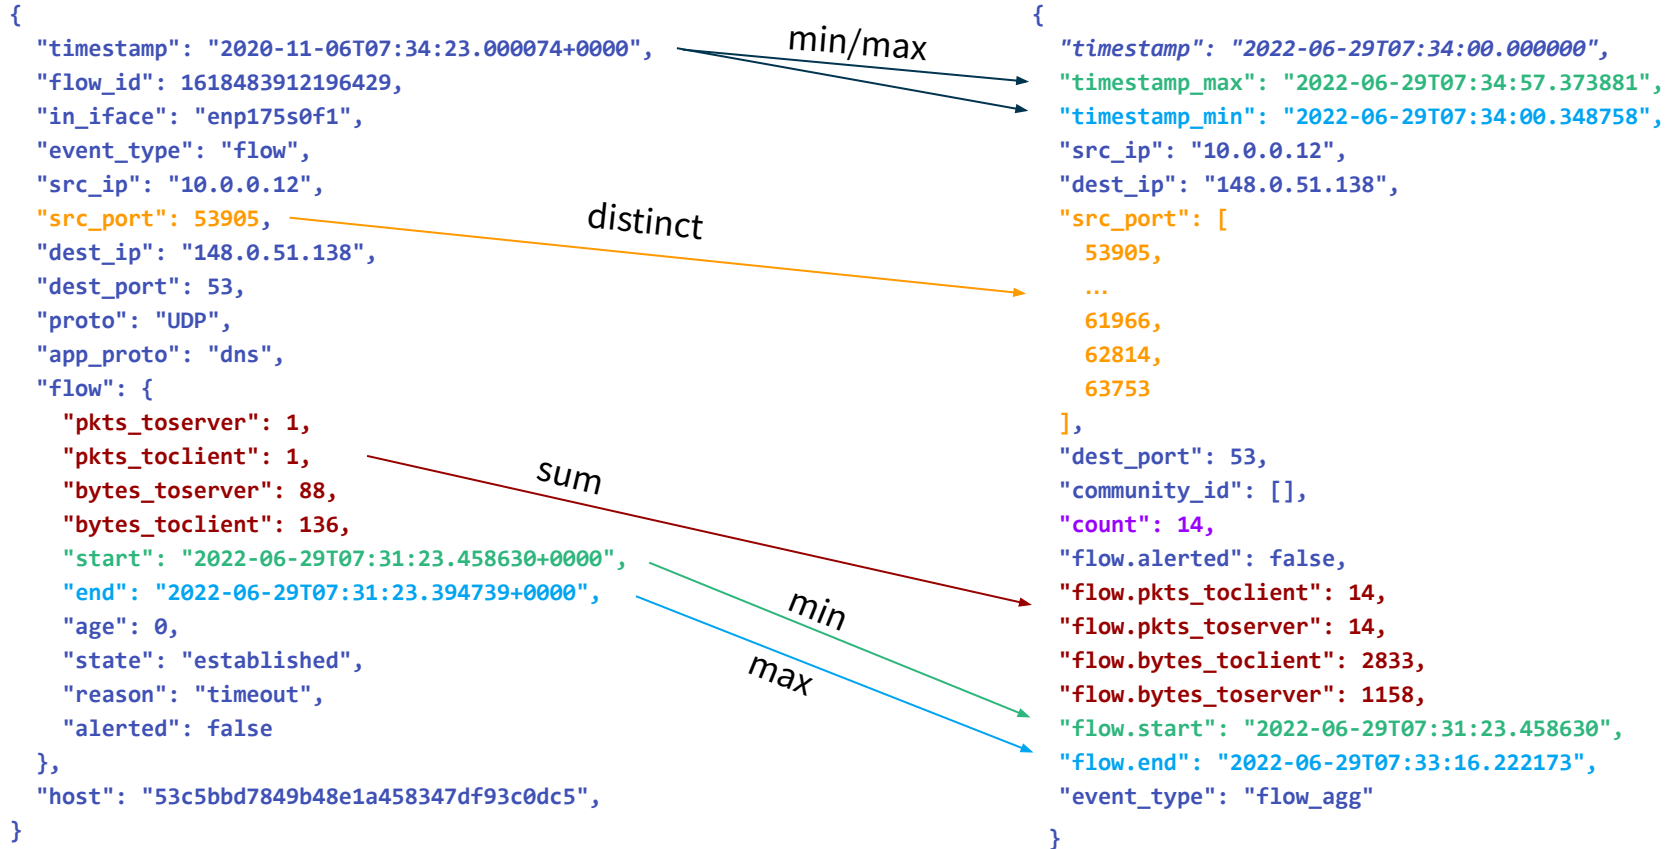 {
"timestamp": "2020-11-06T07:34:23.000074+0000",
"flow_id": 1618483912196429,
"in_iface": "enp175s0f1",
"event_type": "flow",
"src_ip": "10.0.0.12",
"src_port": 53905,
"dest_ip": "148.0.51.138",
"dest_port": 53,
"proto": "UDP",
"app_proto": "dns",
"flow": {
"pkts_toserver": 1,
"pkts_toclient": 1,
"bytes_toserver": 88,
"bytes_toclient": 136,
"start": "2022-06-29T07:31:23.458630+0000",
"end": "2022-06-29T07:31:23.394739+0000",
"age": 0,
"state": "established",
"reason": "timeout",
"alerted": false
},
"host": "53c5bbd7849b48e1a458347df93c0dc5",
}
min/max
distinct
sum
min
max
{
"timestamp": "2022-06-29T07:34:00.000000",
"timestamp_max": "2022-06-29T07:34:57.373881",
"timestamp_min": "2022-06-29T07:34:00.348758",
"src_ip": "10.0.0.12",
"dest_ip": "148.0.51.138",
"src_port": [
53905,
...
61966,
62814,
63753
],
"dest_port": 53,
"community_id": [],
"count": 14,
"flow.alerted": false,
"flow.pkts_toclient": 14,
"flow.pkts_toserver": 14,
"flow.bytes_toclient": 2833,
"flow.bytes_toserver": 1158,
"flow.start": "2022-06-29T07:31:23.458630",
"flow.end": "2022-06-29T07:33:16.222173",
"event_type": "flow_agg"
}